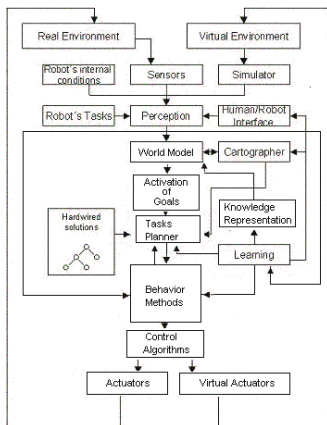 Real Environment
Virtual Environment
Robot´s internal
conditions
Sensors
Simulator
Robot´s Tasks
Perception
Human/Robot
Interface
World Model
Cartographer
Activation
of
Goals
Knowledge
Representation
Hardwired
solutions
Tasks
Planner
Learning
Behavior
Methods
Control
Algorithms
Actuators
Virtual Actuators